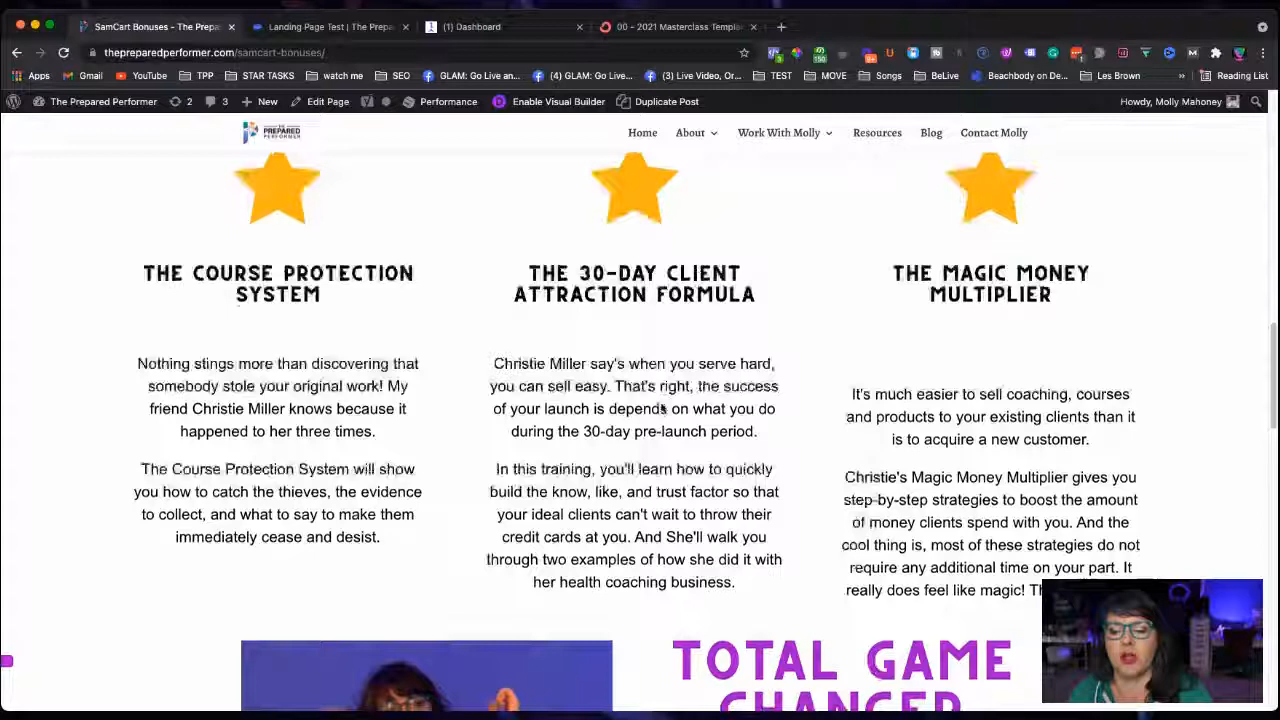 SamCart Bonuses - The Prepa
Landing Page Test | The Prepare
(1) Dashboard
00 - 2021 Masterclass Templa
thepreparedperformer.com/samcart-bonuses/
Apps
Gmail
YouTube
TPP
STAR TASKS
watch me
SEO
GLAM: Go Live an...
(4) GLAM: Go Live...
(3) Live Video, Or...
TEST
MOVE
Songs
BeLive
Beachbody on De...
Les Brown
Reading List
The Prepared Performer
2
3
New
Edit Page
Performance
Enable Visual Builder
Duplicate Post
Howdy, Molly Mahoney
PREPARED
PERFORMER
Home
About
Work With Molly
Resources
Blog
Contact Molly
THE COURSE PROTECTION
SYSTEM
Nothing stings more than discovering that
somebody stole your original work! My
friend Christie Miller knows because it
happened to her three times.
The Course Protection System will show
you how to catch the thieves, the evidence
to collect, and what to say to make them
immediately cease and desist.
THE 30-DAY CLIENT
ATTRACTION FORMULA
Christie Miller say's when you serve hard,
you can sell easy. That's right, the success
of your launch is depends on what you do
during the 30-day pre-launch period.
In this training, you'll learn how to quickly
build the know, like, and trust factor so that
your ideal clients can't wait to throw their
credit cards at you. And She'll walk you
through two examples of how she did it with
her health coaching business.
THE MAGIC MONEY
MULTIPLIER
It's much easier to sell coaching, courses
and products to your existing clients than it
is to acquire a new customer.
Christie's Magic Money Multiplier gives you
step-by-step strategies to boost the amount
of money clients spend with you. And the
cool thing is, most of these strategies do not
require any additional time on your part. It
really does feel like magic!
TOTAL GAME
CHANGER